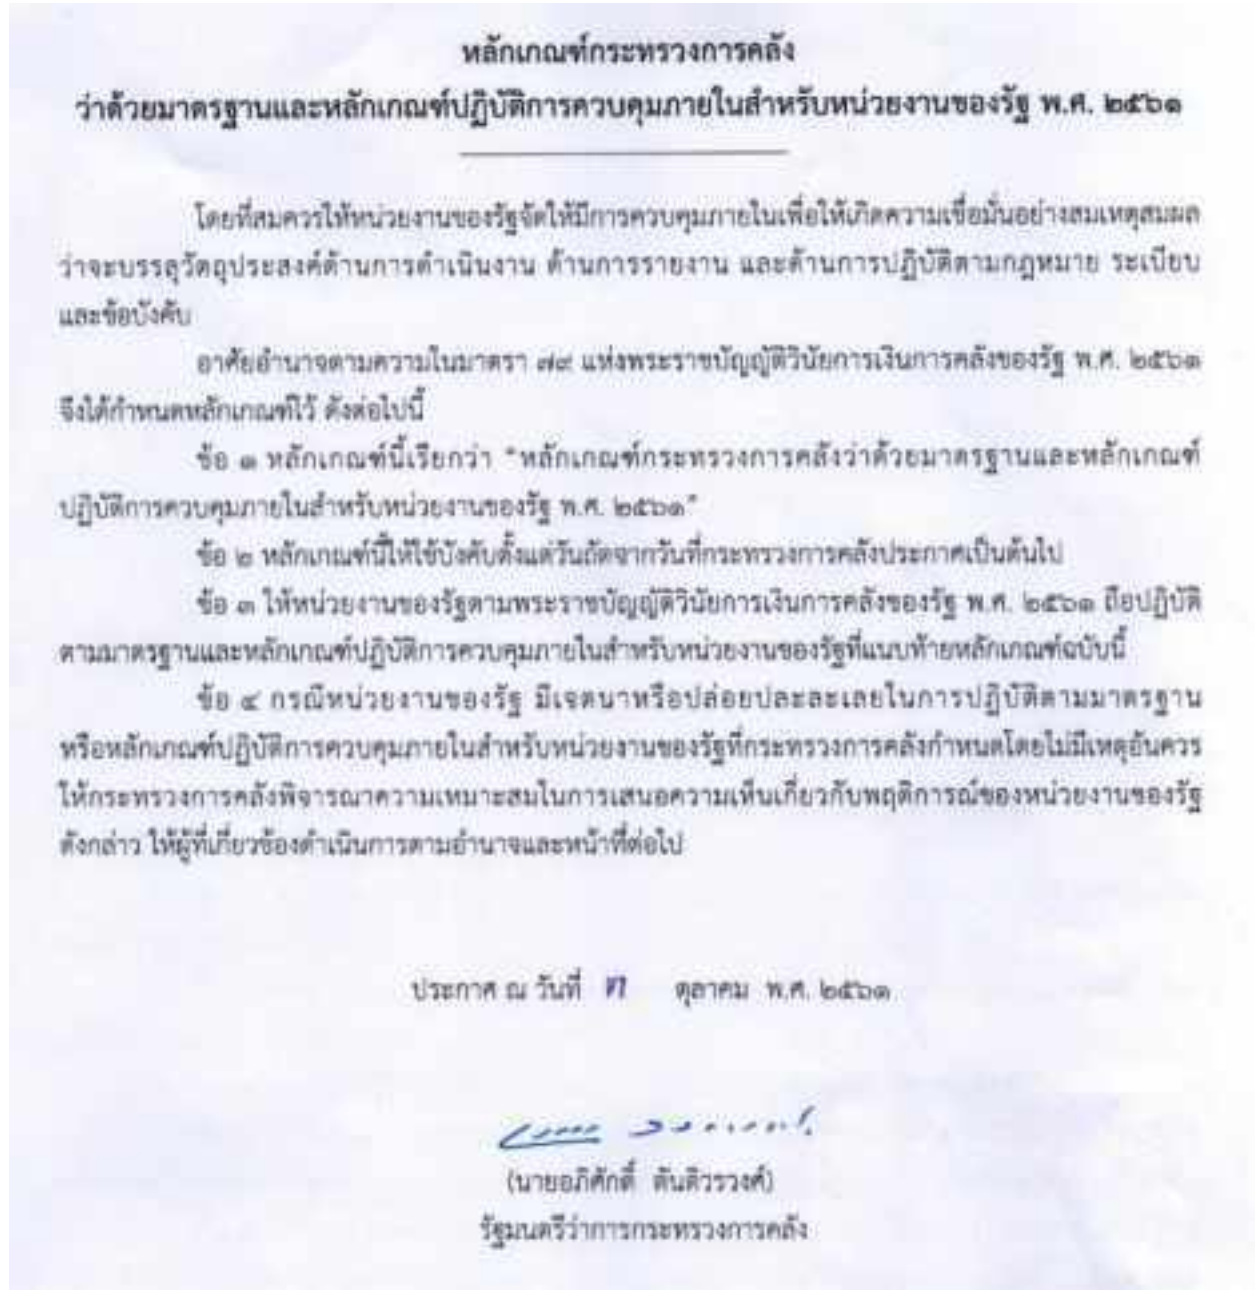 หลักเกณฑ์กระทรวงการคลัง
ว่าด้วยมาตรฐานและหลักเกณฑ์ปฏิบัติการควบคุมภายในสำหรับหน่วยงานของรัฐ พ.ศ. ๒๕๖๑
โดยที่สมควรให้หน่วยงานของรัฐจัดให้มีการควบคุมภายในเพื่อให้เกิดความเชื่อมั่นอย่างสมเหตุสมผล
ว่าจะบรรลุวัตถุประสงค์ด้านการดำเนินงาน ด้านการรายงาน และด้านการปฏิบัติตามกฎหมาย ระเบียบ
และข้อบังคับ
อาศัยอำนาจตามความในมาตรา ๗๙ แห่งพระราชบัญญัติวินัยการเงินการคลังของรัฐ พ.ศ. ๒๕๖๑
จึงได้กำหนดหลักเกณฑ์ไว้ ดังต่อไปนี้
ข้อ ๑ หลักเกณฑ์นี้เรียกว่า "หลักเกณฑ์กระทรวงการคลังว่าด้วยมาตรฐานและหลักเกณฑ์
ปฏิบัติการควบคุมภายในสำหรับหน่วยงานของรัฐ พ.ศ. ๒๕๖๑"
ข้อ ๒ หลักเกณฑ์นี้ให้ใช้บังคับตั้งแต่วันถัดจากวันที่กระทรวงการคลังประกาศเป็นต้นไป
ข้อ ๓ ให้หน่วยงานของรัฐตามพระราชบัญญัติวินัยการเงินการคลังของรัฐ พ.ศ. ๒๕๖๑ ถือปฏิบัติ
ตามมาตรฐานและหลักเกณฑ์ปฏิบัติการควบคุมภายในสำหรับหน่วยงานของรัฐที่แนบท้ายหลักเกณฑ์ฉบับนี้
ข้อ ๔ กรณีหน่วยงานของรัฐ มีเจตนาหรือปล่อยปละละเลยในการปฏิบัติตามมาตรฐาน
หรือหลักเกณฑ์ปฏิบัติการควบคุมภายในสำหรับหน่วยงานของรัฐที่กระทรวงการคลังกำหนดโดยไม่มีเหตุอันควร
ให้กระทรวงการคลังพิจารณาความเหมาะสมในการเสนอความเห็นเกี่ยวกับพฤติการณ์ของหน่วยงานของรัฐ
ดังกล่าว ให้ผู้ที่เกี่ยวข้องดำเนินการตามอำนาจและหน้าที่ต่อไป
ประกาศ ณ วันที่ ๓ ตุลาคม พ.ศ. ๒๕๖๑
(นายอภิศักดิ์ ตันติวรวงศ์)
รัฐมนตรีว่าการกระทรวงการคลัง